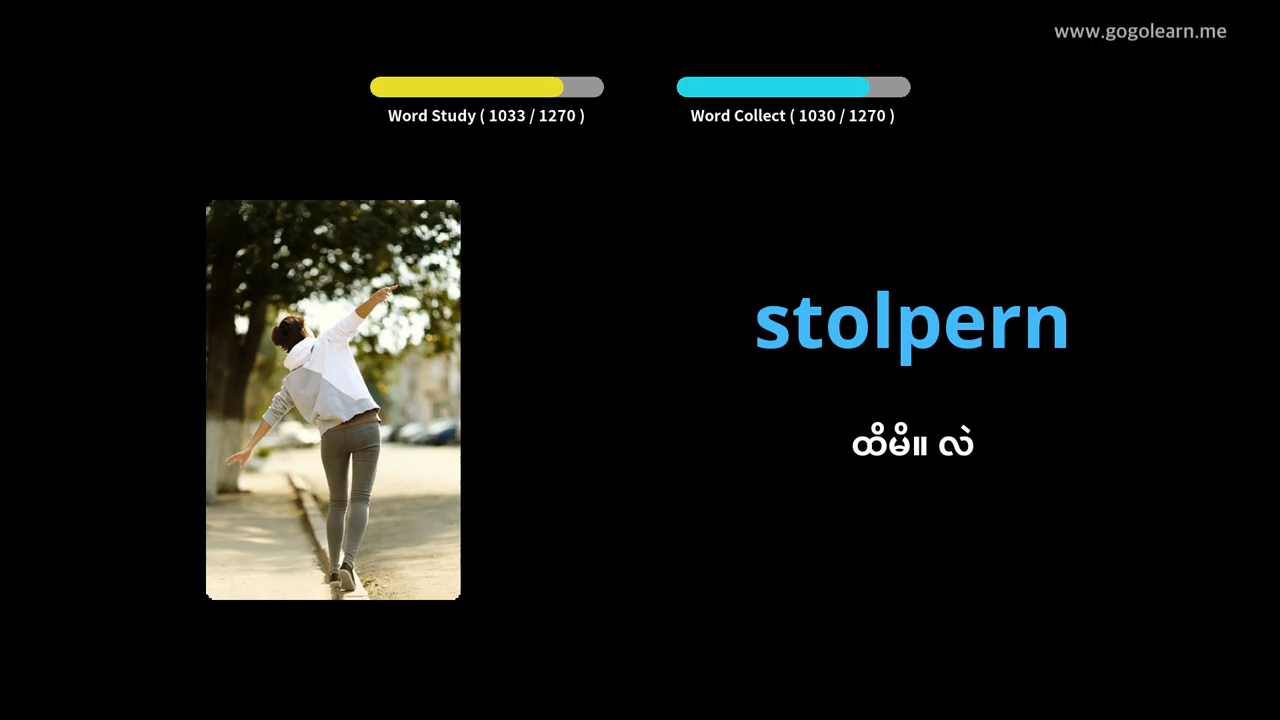 www.gogolearn.me
Word Study ( 1033 / 1270 )
Word Collect ( 1030 / 1270 )
stolpern
ထိမိ။ လဲ